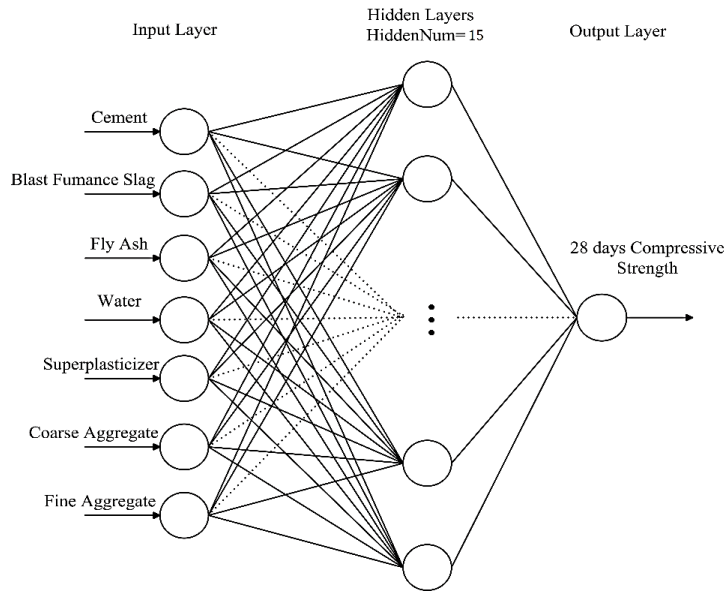 Input Layer
Hidden Layers
HiddenNum=15
Output Layer
Cement
Blast Fumance Slag
Fly Ash
Water
Superplasticizer
Coarse Aggregate
Fine Aggregate
28 days Compressive
Strength